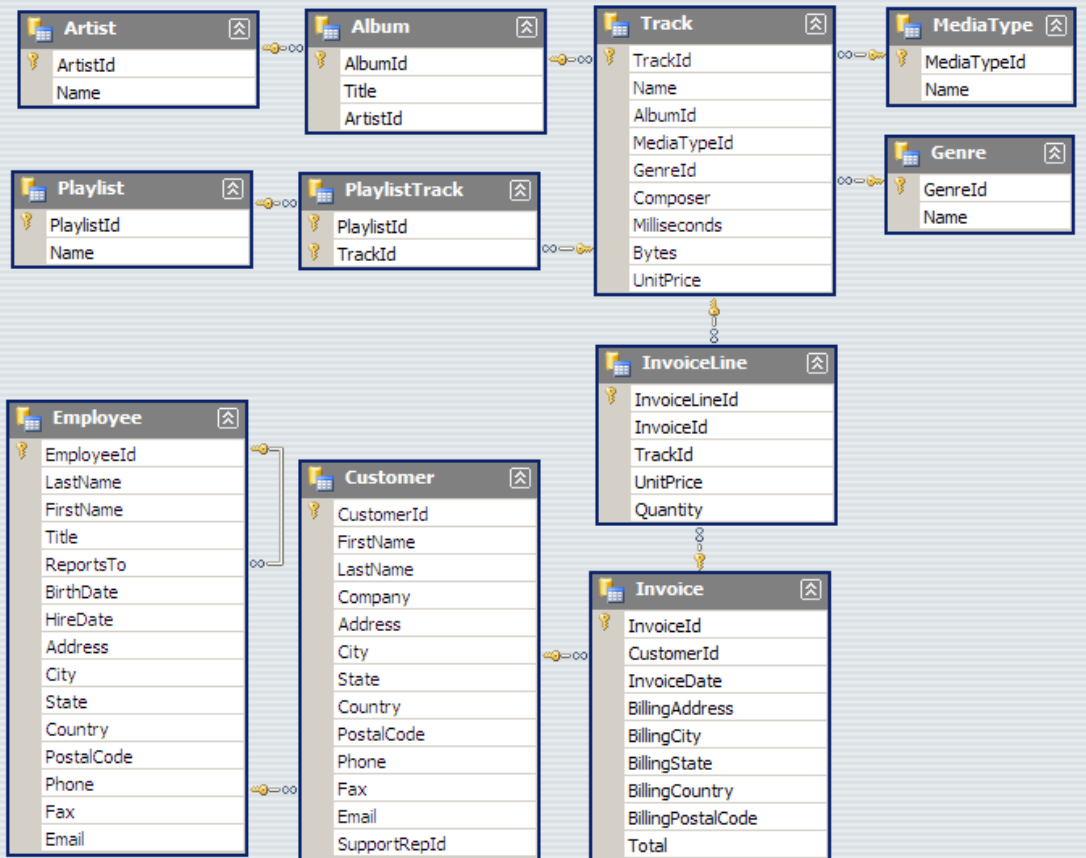 Artist
ArtistId
Name
Album
AlbumId
Title
ArtistId
Track
TrackId
Name
AlbumId
MediaTypeId
GenreId
Composer
Milliseconds
Bytes
UnitPrice
MediaType
MediaTypeId
Name
Genre
GenreId
Name
Playlist
PlaylistId
Name
PlaylistTrack
PlaylistId
TrackId
InvoiceLine
InvoiceLineId
InvoiceId
TrackId
UnitPrice
Quantity
Employee
EmployeeId
LastName
FirstName
Title
ReportsTo
BirthDate
HireDate
Address
City
State
Country
PostalCode
Phone
Fax
Email
Customer
CustomerId
FirstName
LastName
Company
Address
City
State
Country
PostalCode
Phone
Fax
Email
SupportRepId
Invoice
InvoiceId
CustomerId
InvoiceDate
BillingAddress
BillingCity
BillingState
BillingCountry
BillingPostalCode
Total